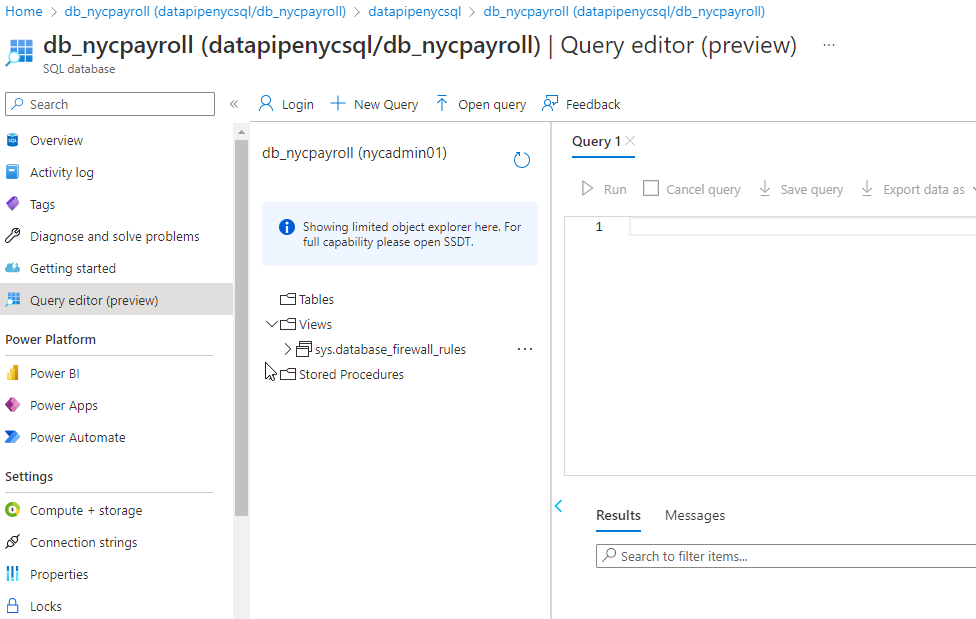 Home > db_nycpayroll (datapipenycsql/db_nycpayroll) > datapipenycsql > db_nycpayroll (datapipenycsql/db_nycpayroll)
db_nycpayroll (datapipenycsql/db_nycpayroll) | Query editor (preview) ...
SQL database
Search
«
Login
New Query
Open query
Feedback
Overview
Activity log
Tags
Diagnose and solve problems
Getting started
Query editor (preview)
Power Platform
Power BI
Power Apps
Power Automate
Settings
Compute + storage
Connection strings
Properties
Locks
db_nycpayroll (nycadmin01)
Showing limited object explorer here. For
full capability please open SSDT.
Tables
Views
sys.database_firewall_rules ...
Stored Procedures
Query 1
Run
Cancel query
Save query
Export data as
1
Results
Messages
Search to filter items...